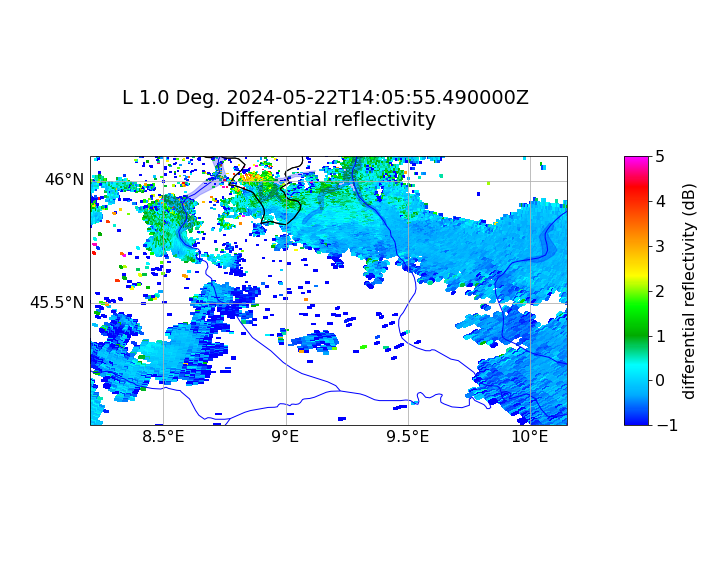 L 1.0 Deg. 2024-05-22T14:05:55.490000Z
Differential reflectivity
46°N
45.5°N
8.5°E
9°E
9.5°E
10°E
5
4
3
2
1
0
−1
differential reflectivity (dB)